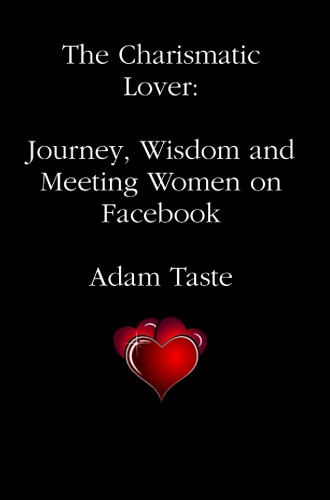 The Charismatic
Lover:
Journey, Wisdom and
Meeting Women on
Facebook
Adam Taste